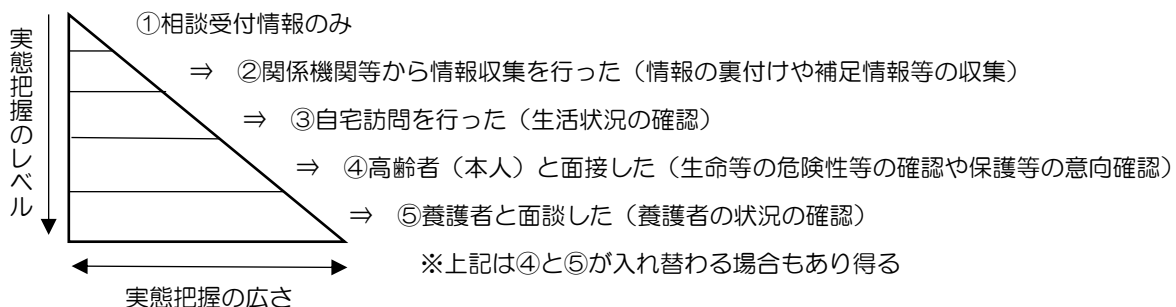 ①相談受付情報のみ
⇒ ②関係機関等から情報収集を行った（情報の裏付けや補足情報等の収集）
⇒ ③自宅訪問を行った（生活状況の確認）
⇒ ④高齢者（本人）と面接した（生命等の危険性等の確認や保護等の意向確認）
⇒ ⑤養護者と面談した（養護者の状況の確認）
※上記は④と⑤が入れ替わる場合もあり得る
実態把握のレベル
実態把握の広さ